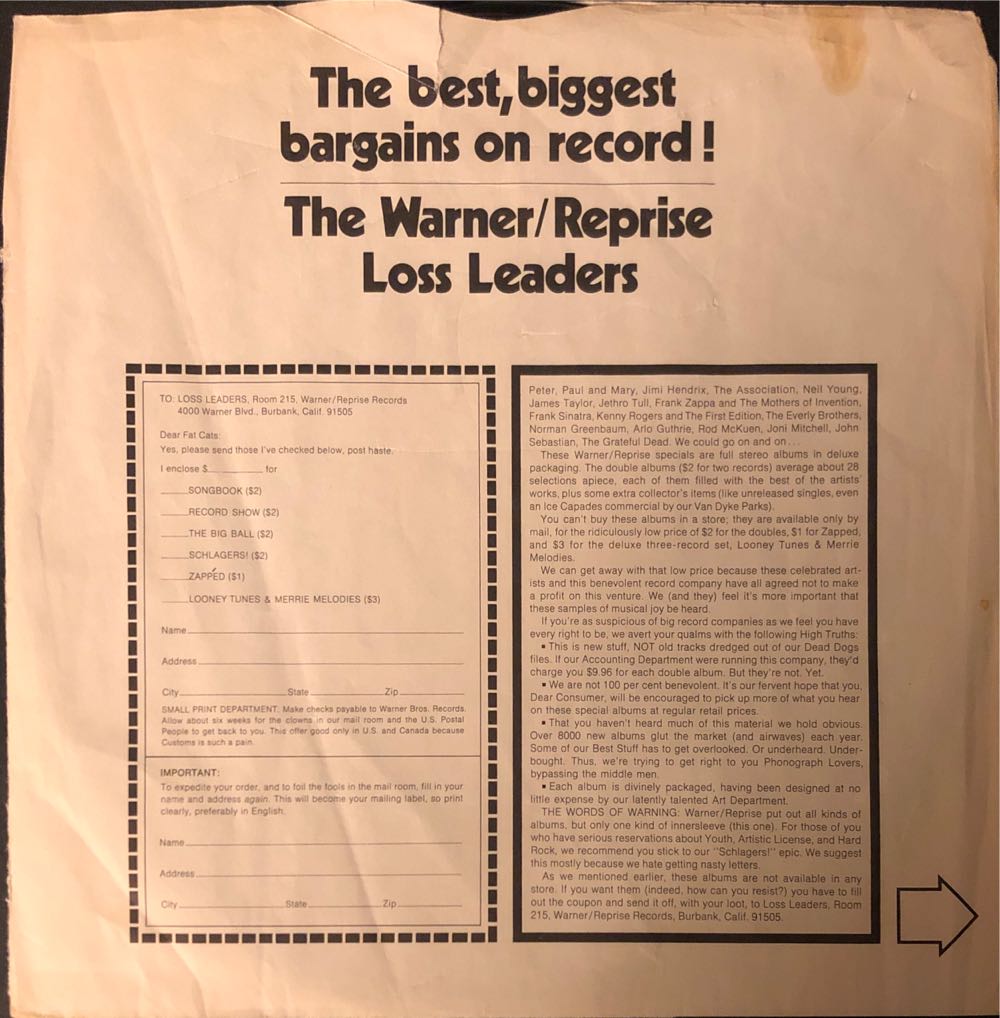 The best, biggest
bargains on record!
The Warner/Reprise
Loss Leaders
TO: LOSS LEADERS, Room 215, Warner/Reprise Records
4000 Warner Blvd., Burbank, Calif. 91505
Dear Fat Cats:
Yes, please send those I've checked below, post haste.
I enclose $__________ for
_____SONGBOOK ($2)
_____RECORD SHOW ($2)
_____THE BIG BALL ($2)
_____SCHLAGERS! ($2)
_____ZAPPÉD ($1)
_____LOONEY TUNES & MERRIE MELODIES ($3)
Name
Address
City State Zip
SMALL PRINT DEPARTMENT: Make checks payable to Warner Bros. Records.
Allow about six weeks for the clowns in our mail room and the U.S. Postal
People to get back to you. This offer good only in U.S. and Canada because
Customs is such a pain.
IMPORTANT:
To expedite your order, and to foil the fools in the mail room, fill in your
name and address again. This will become your mailing label, so print
clearly, preferably in English.
Name
Address
City State Zip
Peter, Paul and Mary, Jimi Hendrix, The Association, Neil Young,
James Taylor, Jethro Tull, Frank Zappa and The Mothers of Invention,
Frank Sinatra, Kenny Rogers and The First Edition, The Everly Brothers,
Norman Greenbaum, Arlo Guthrie, Rod McKuen, Joni Mitchell, John
Sebastian, The Grateful Dead. We could go on and on...
These Warner/Reprise specials are full stereo albums in deluxe
packaging. The double albums ($2 for two records) average about 28
selections apiece, each of them filled with the best of the artists'
works, plus some extra collector's items (like unreleased singles, even
an Ice Capades commercial by our Van Dyke Parks).
You can't buy these albums in a store; they are available only by
mail, for the ridiculously low price of $2 for the doubles, $1 for Zapped,
and $3 for the deluxe three-record set, Looney Tunes & Merrie
Melodies.
We can get away with that low price because these celebrated art-
ists and this benevolent record company have all agreed not to make
a profit on this venture. We (and they) feel it's more important that
these samples of musical joy be heard.
If you're as suspicious of big record companies as we feel you have
every right to be, we avert your qualms with the following High Truths:
▪ This is new stuff, NOT old tracks dredged out of our Dead Dogs
files. If our Accounting Department were running this company, they'd
charge you $9.96 for each double album. But they're not. Yet.
▪ We are not 100 per cent benevolent. It's our fervent hope that you,
Dear Consumer, will be encouraged to pick up more of what you hear
on these special albums at regular retail prices.
▪ That you haven't heard much of this material we hold obvious.
Over 8000 new albums glut the market (and airwaves) each year.
Some of our Best Stuff has to get overlooked. Or underheard. Under-
bought. Thus, we're trying to get right to you Phonograph Lovers,
bypassing the middle men.
▪ Each album is divinely packaged, having been designed at no
little expense by our latently talented Art Department.
THE WORDS OF WARNING: Warner/Reprise put out all kinds of
albums, but only one kind of innersleeve (this one). For those of you
who have serious reservations about Youth, Artistic License, and Hard
Rock, we recommend you stick to our "Schlagers!" epic. We suggest
this mostly because we hate getting nasty letters.
As we mentioned earlier, these albums are not available in any
store. If you want them (indeed, how can you resist?) you have to fill
out the coupon and send it off, with your loot, to Loss Leaders, Room
215, Warner/Reprise Records, Burbank, Calif. 91505.